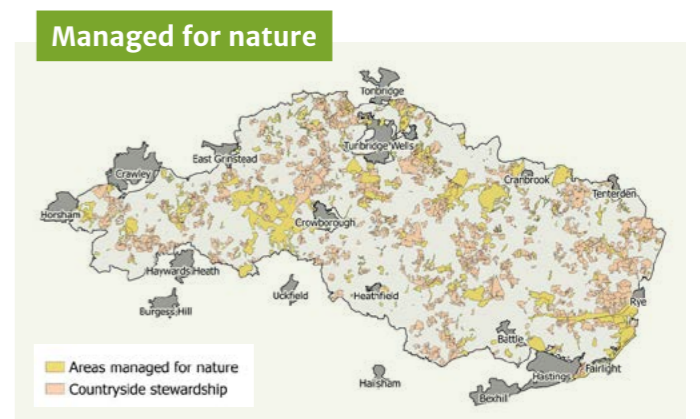 Managed for nature
Tonbridge
Tunbridge Wells
East Grinstead
Crawley
Cranbrook
Tenterden
Horsham
Crowborough
Haywards Heath
Uckfield
Heathfield
Rye
Burgess Hill
Battle
Areas managed for nature
Countryside stewardship
Hailsham
Hastings
Fairlight
Bexhill